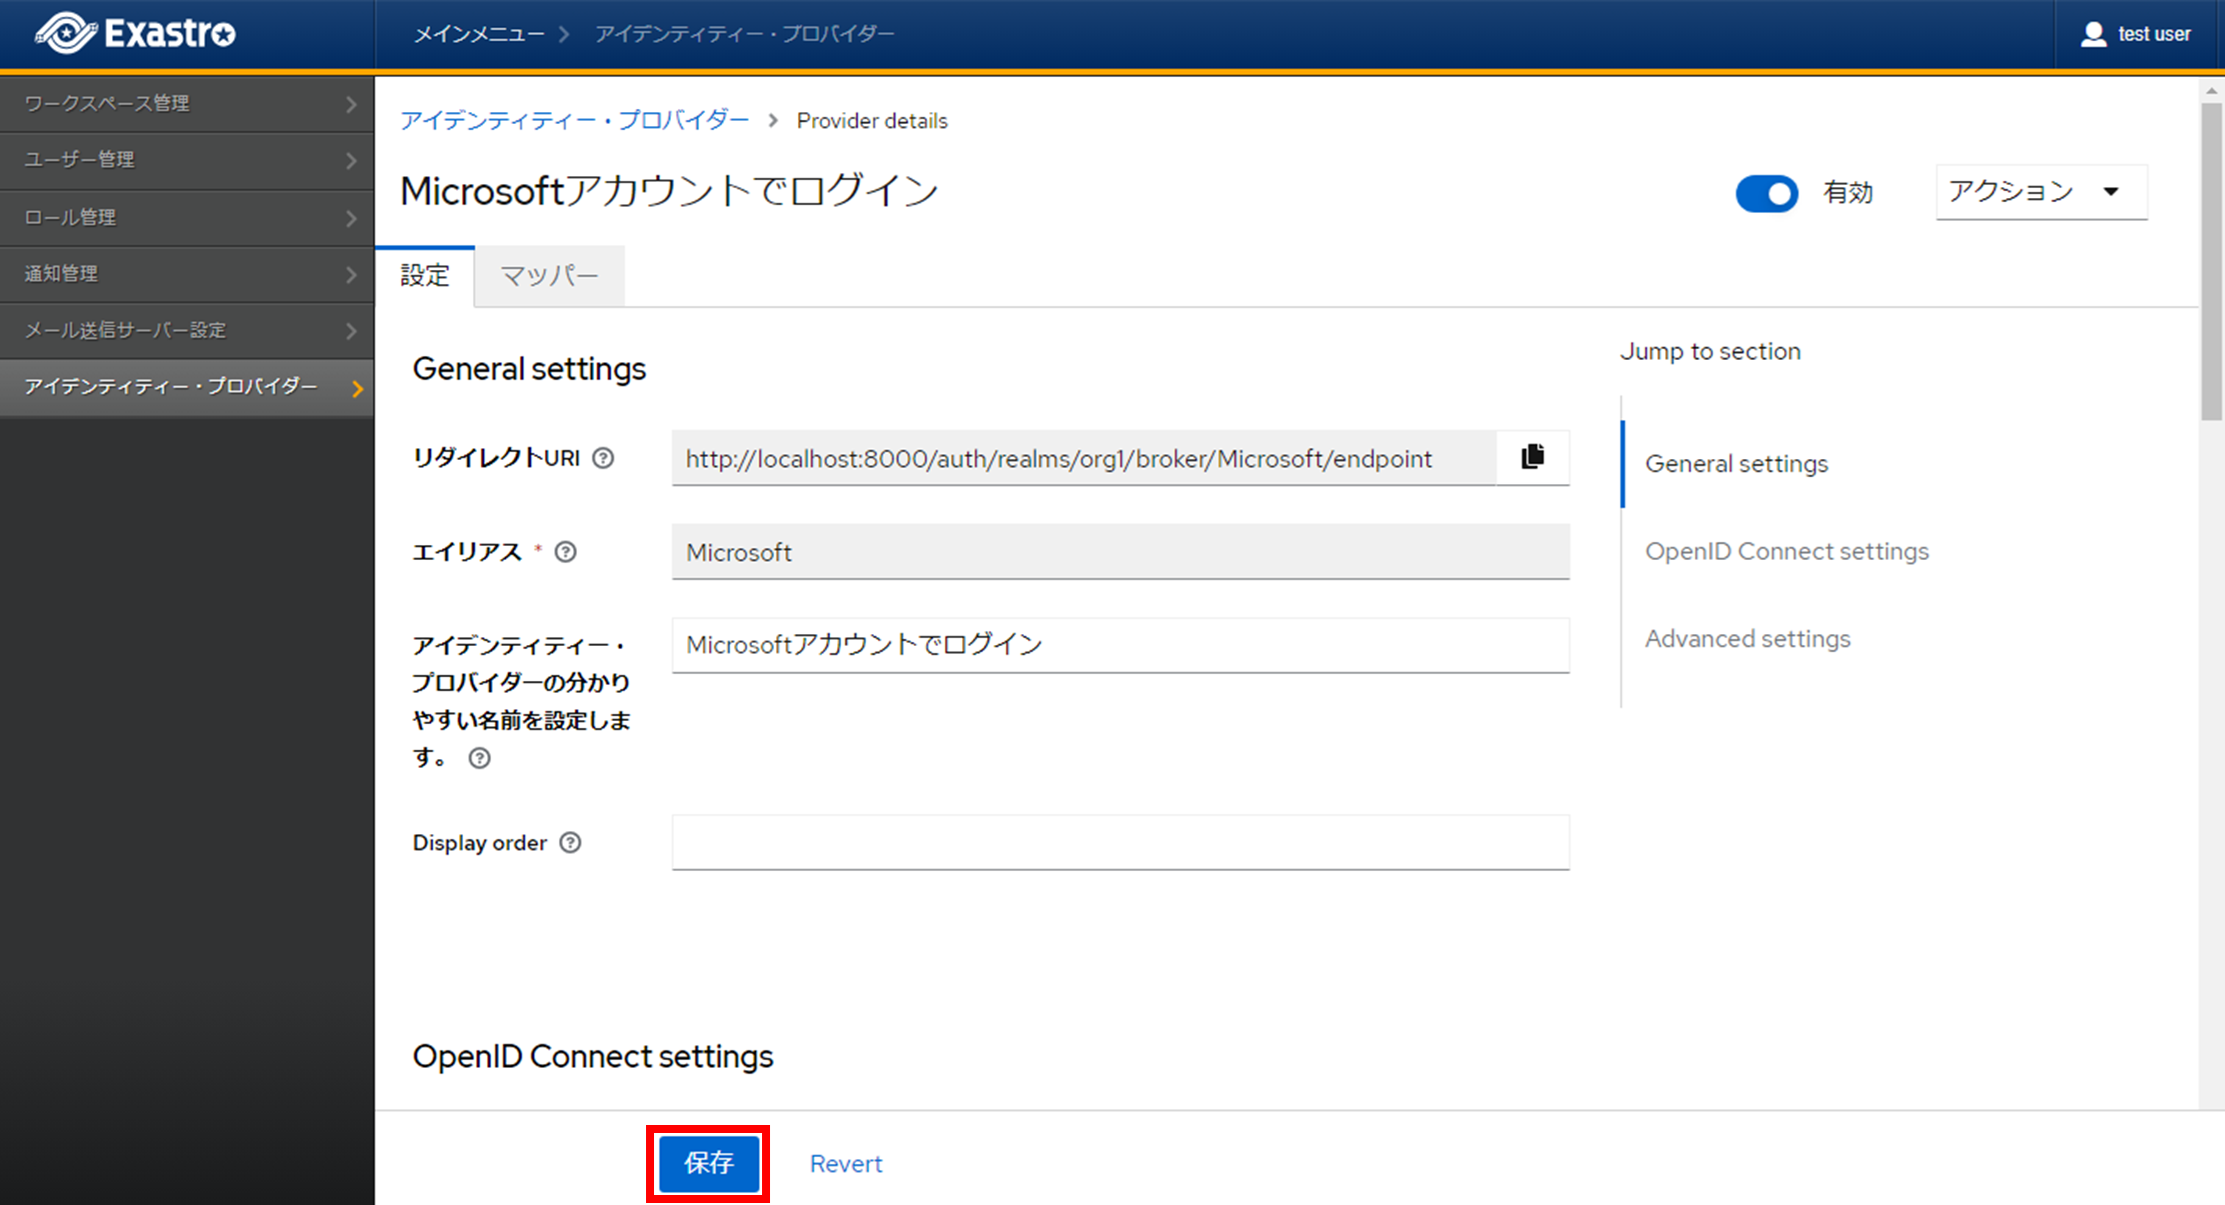 Exastro
メインメニュー
アイデンティティー・プロバイダー
test user
ワークスペース管理
ユーザー管理
ロール管理
通知管理
メール送信サーバー設定
アイデンティティー・プロバイダー
アイデンティティー・プロバイダー
Provider details
Microsoftアカウントでログイン
有効
アクション
設定
マッパー
General settings
リダイレクトURI
http://localhost:8000/auth/realms/org1/broker/Microsoft/endpoint
エイリアス *
Microsoft
アイデンティティー・
プロバイダーの分かり
やすい名前を設定しま
す。
Microsoftアカウントでログイン
Display order
OpenID Connect settings
Jump to section
General settings
OpenID Connect settings
Advanced settings
保存
Revert